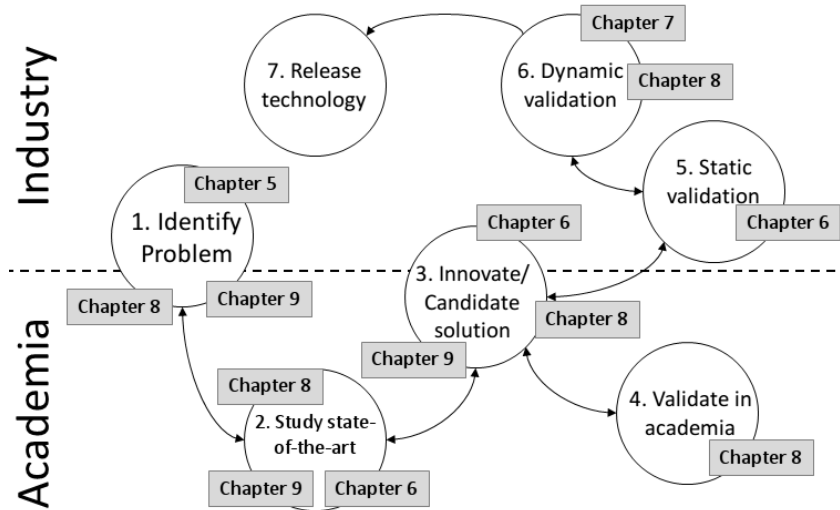 Industry
Academia
7. Release
technology
6. Dynamic
validation
Chapter 7
Chapter 8
5. Static
validation
Chapter 6
1. Identify
Problem
Chapter 5
Chapter 8
Chapter 9
3. Innovate/
Candidate
solution
Chapter 6
Chapter 8
Chapter 9
2. Study state-
of-the-art
Chapter 8
Chapter 9
Chapter 6
4. Validate in
academia
Chapter 8